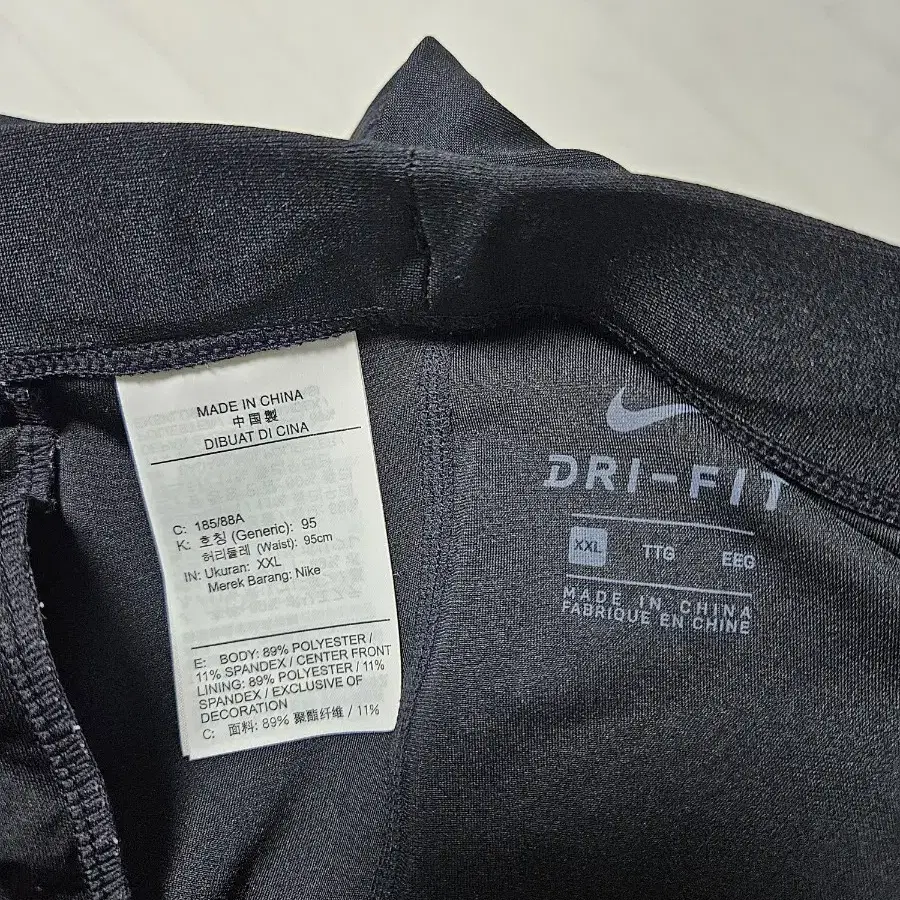 MADE IN CHINA
中国製
DIBUAT DI CINA
C: 185/88A
K: 호칭 (Generic): 95
허리둘레 (Waist): 95cm
IN: Ukuran: XXL
Merek Barang: Nike
E: BODY: 89% POLYESTER /
11% SPANDEX / CENTER FRONT
LINING: 89% POLYESTER / 11%
SPANDEX / EXCLUSIVE OF
DECORATION
C: 面料: 89% 聚酯纤维 / 11%
DRI-FIT
XXL TTG EEG
MADE IN CHINA
FABRIQUE EN CHINE